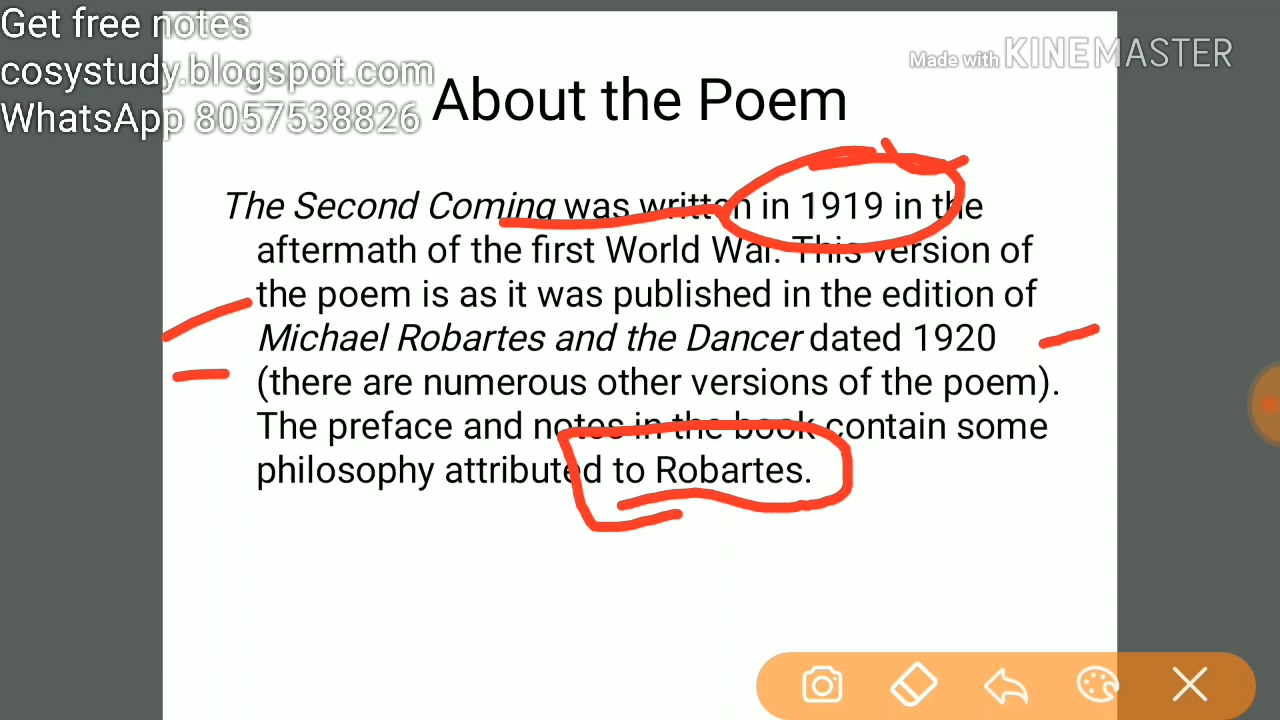 Get free notes
cosystudy.blogspot.com
WhatsApp 8057538826
Made with KINEMASTER
About the Poem
The Second Coming was written in 1919 in the
aftermath of the first World War. This version of
the poem is as it was published in the edition of
Michael Robartes and the Dancer dated 1920
(there are numerous other versions of the poem).
The preface and notes in the book contain some
philosophy attributed to Robartes.